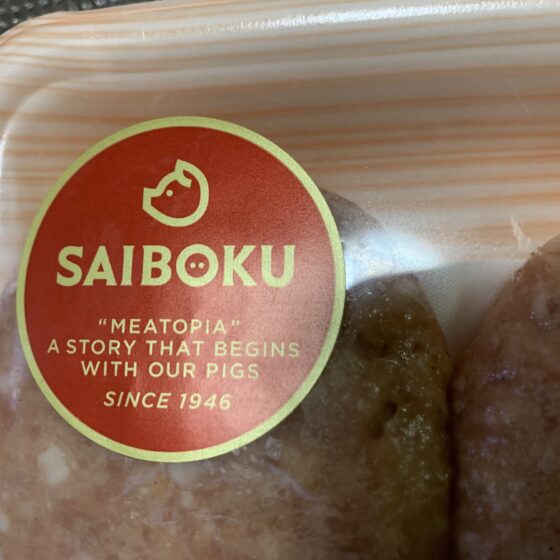 SAIBOKU
"MEATOPIA"
A STORY THAT BEGINS
WITH OUR PIGS
SINCE 1946